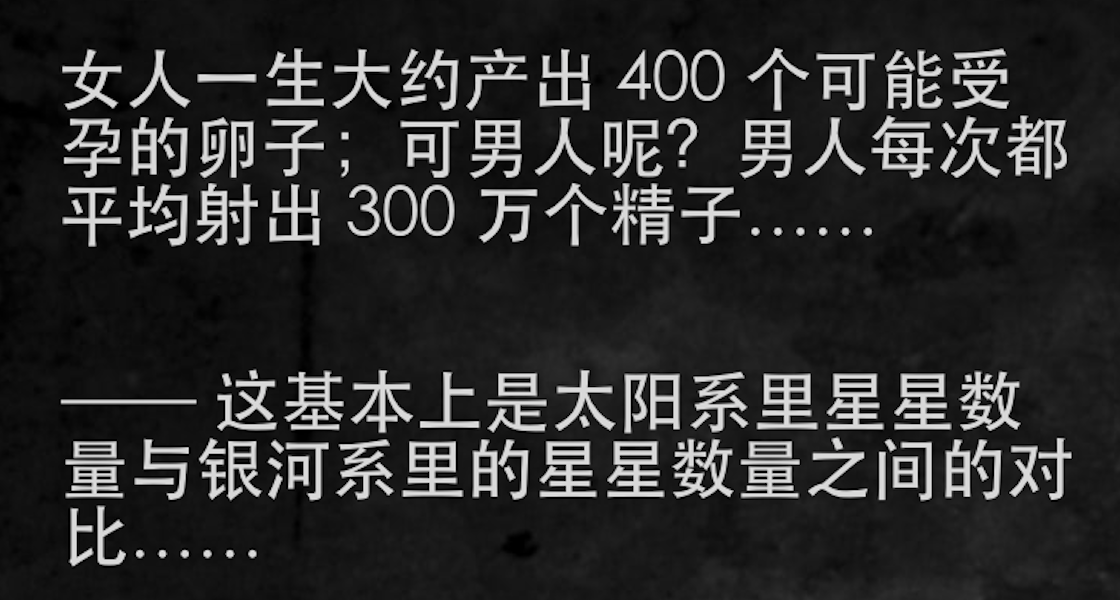 女人一生大约产出 400 个可能受
孕的卵子；可男人呢？男人每次都
平均射出 300 万个精子……
—— 这基本上是太阳系里星星数
量与银河系里的星星数量之间的对
比……